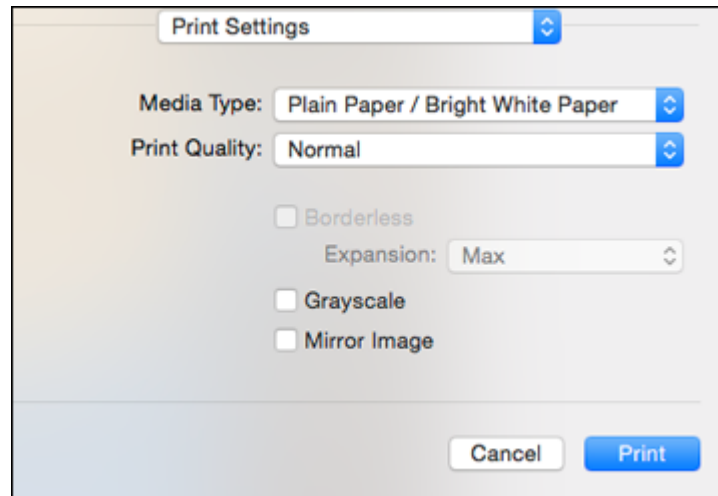 Print Settings
Media Type: Plain Paper / Bright White Paper
Print Quality: Normal
Borderless
Expansion: Max
Grayscale
Mirror Image
Cancel Print